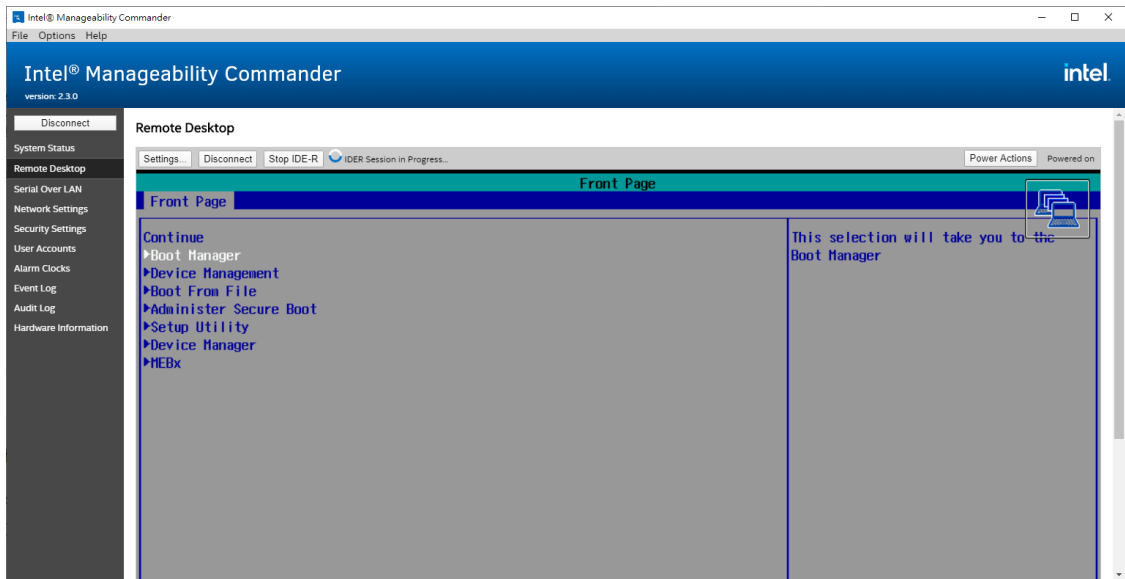 Intel® Manageability Commander
File Options Help
Intel® Manageability Commander
intel.
version: 2.3.0
Disconnect
System Status
Remote Desktop
Serial Over LAN
Network Settings
Security Settings
User Accounts
Alarm Clocks
Event Log
Audit Log
Hardware Information
Remote Desktop
Settings... Disconnect Stop IDE-R IDER Session in Progress... Power Actions Powered on
Front Page
Front Page
Continue
Boot Manager
Device Management
Boot From File
Administer Secure Boot
Setup Utility
Device Manager
MEBx
This selection will take you to the
Boot Manager